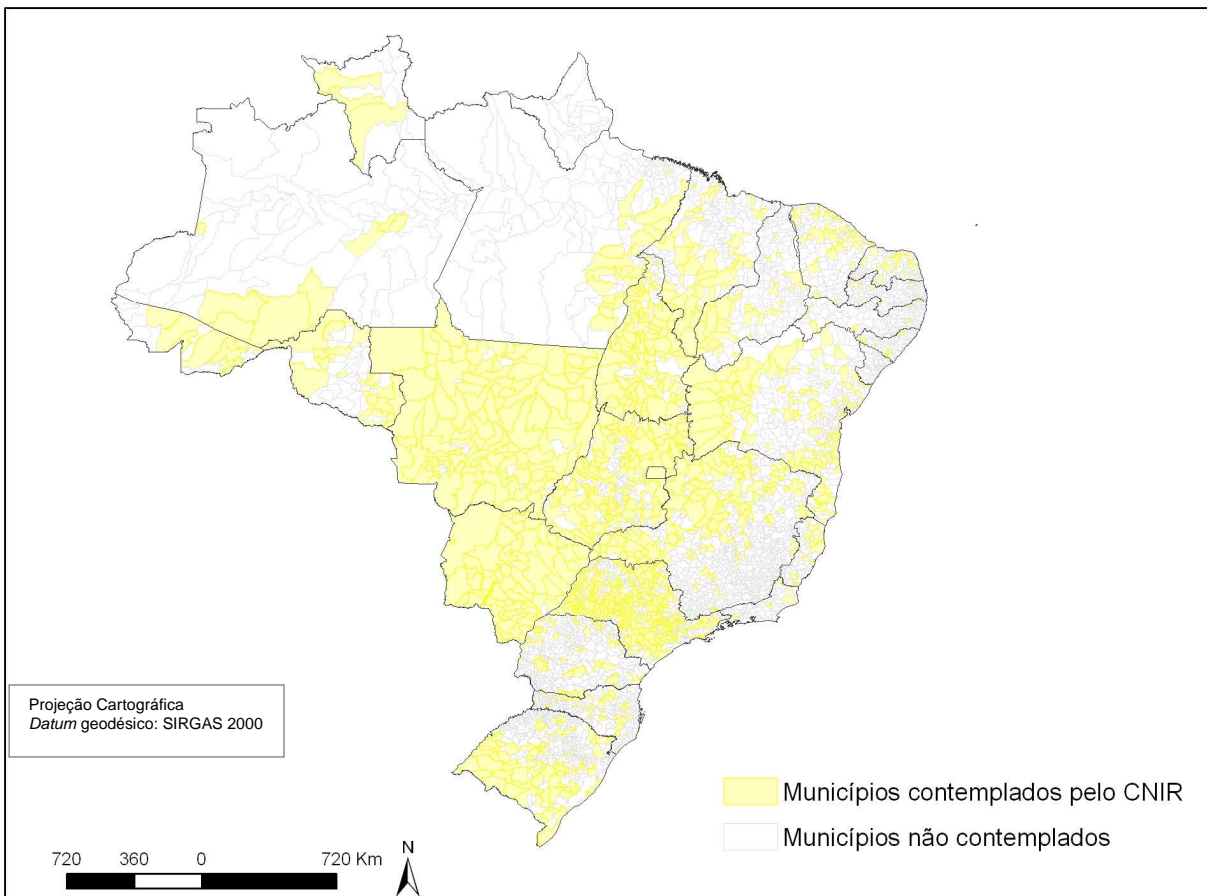 Projeção Cartográfica
Datum geodésico: SIRGAS 2000
Municípios contemplados pelo CNIR
Municípios não contemplados
720 360 0 720 Km
N